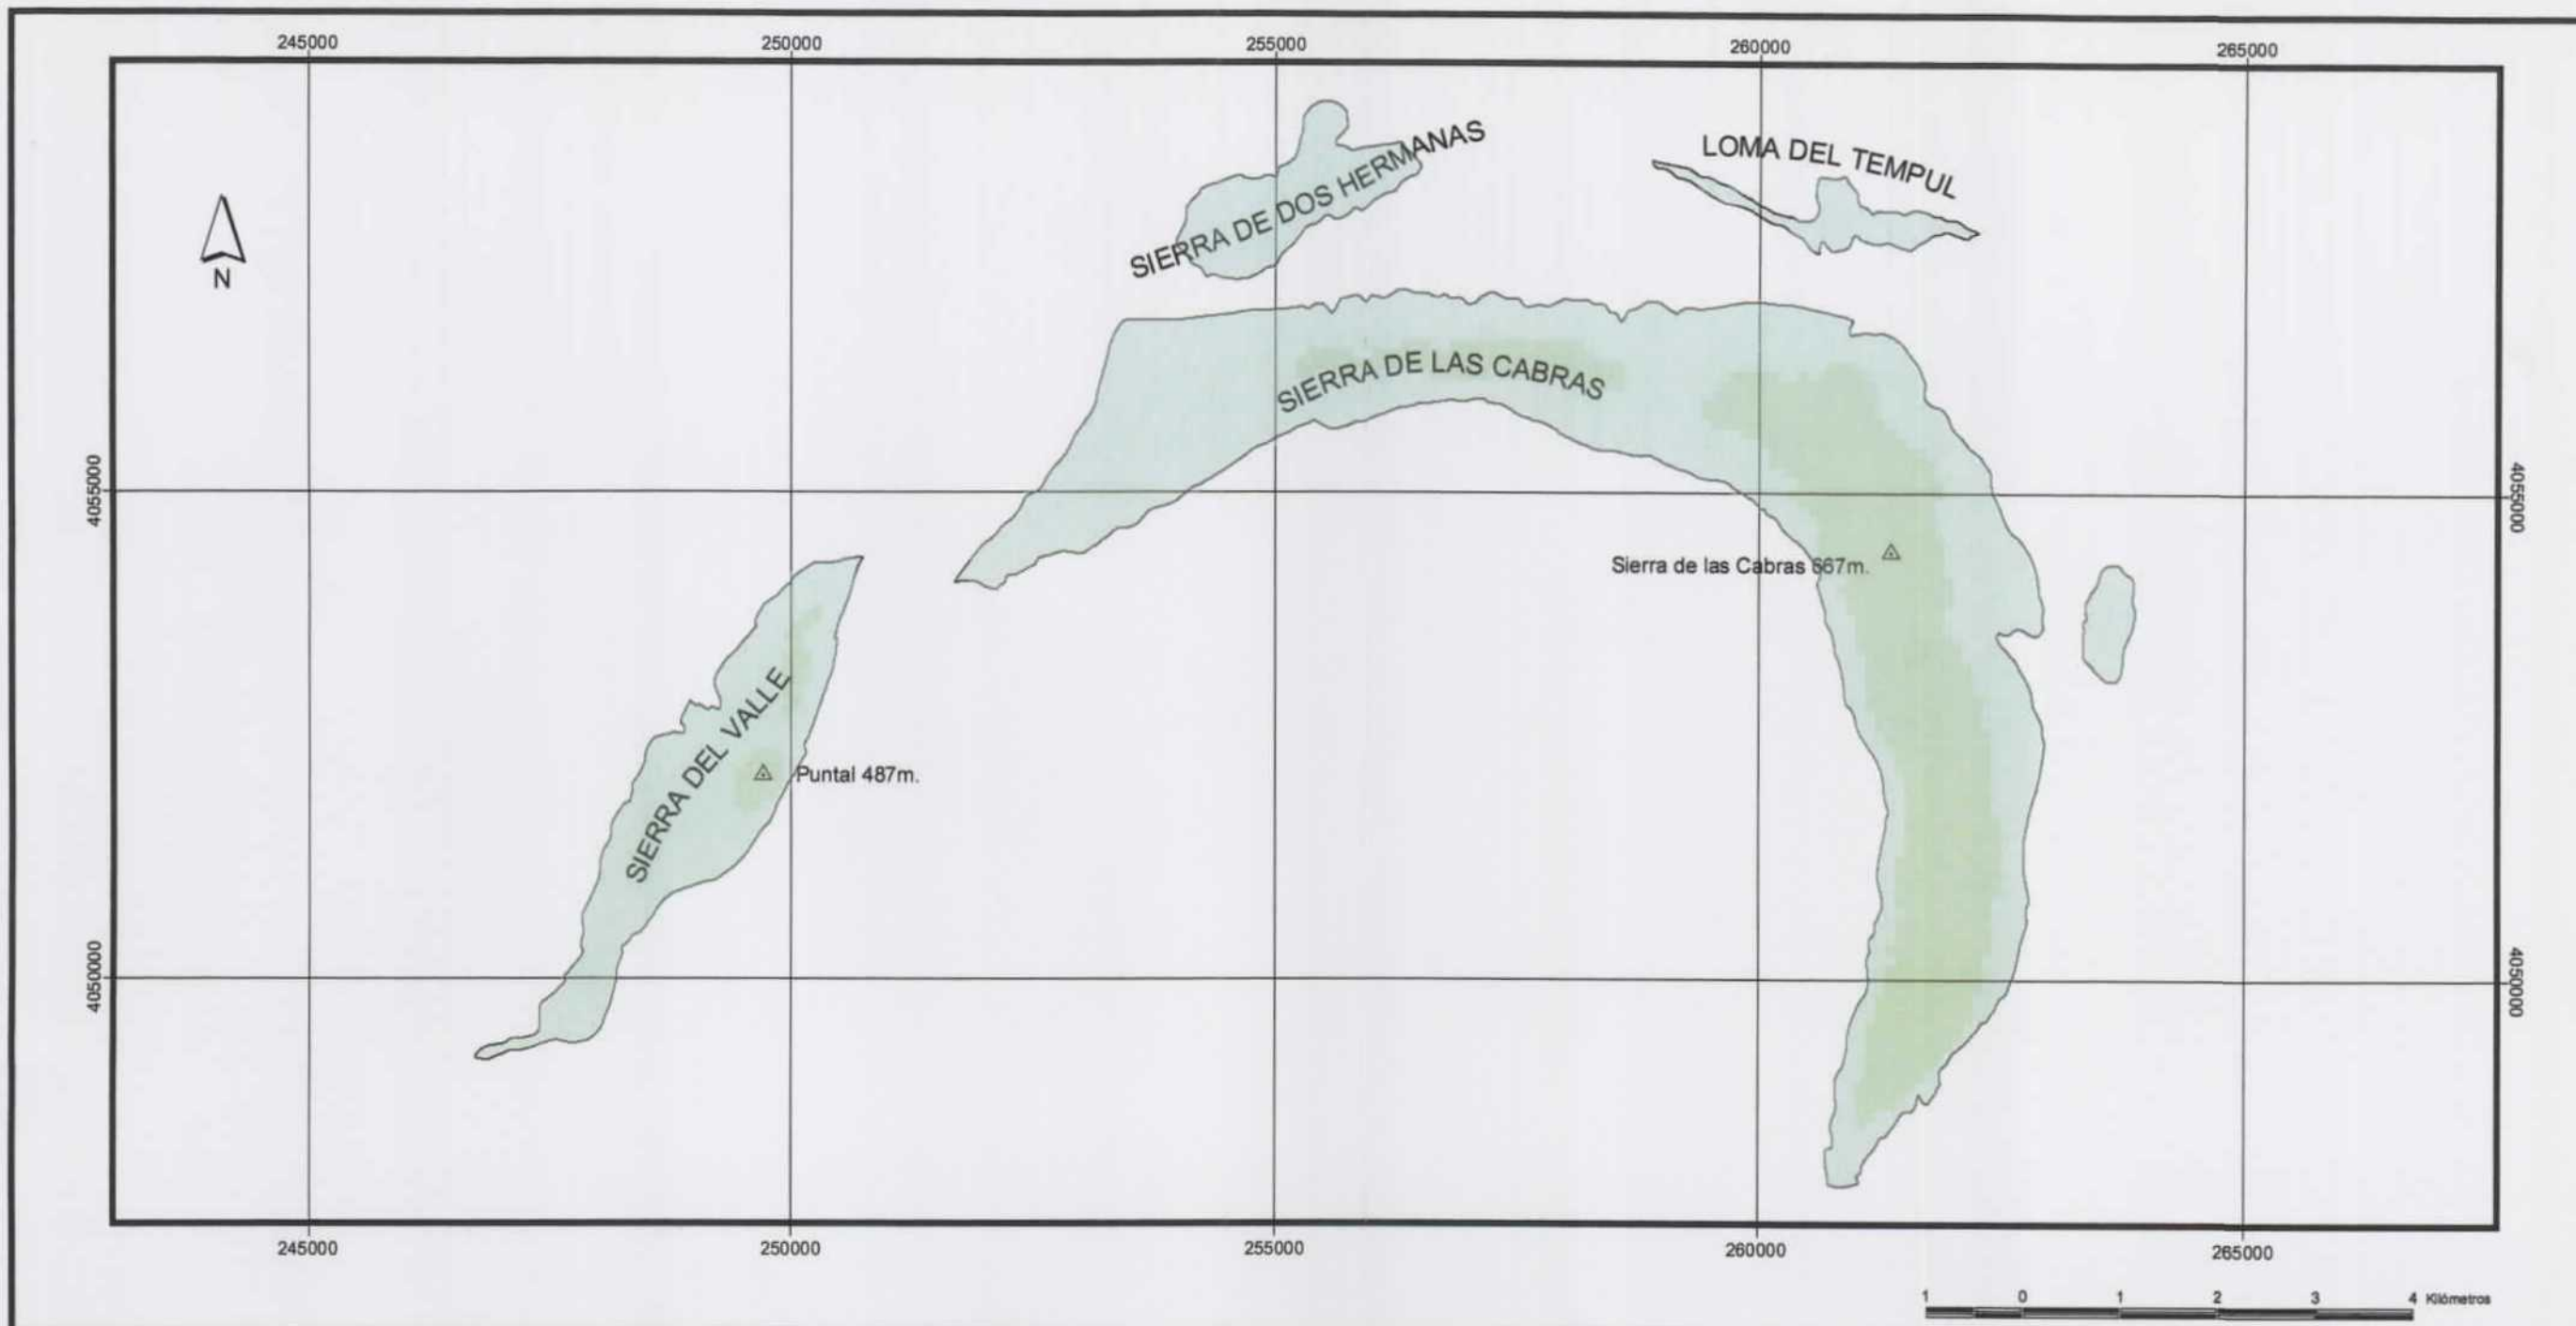 245000 250000 255000 260000 265000
SIERRA DE DOS HERMANAS
LOMA DEL TEMPUL
N
SIERRA DE LAS CABRAS
4055000 4055000
Sierra de las Cabras 667m.
SIERRA DEL VALLE
Puntal 487m.
4050000 4050000
245000 250000 255000 260000 265000
1 0 1 2 3 4 Kilómetros